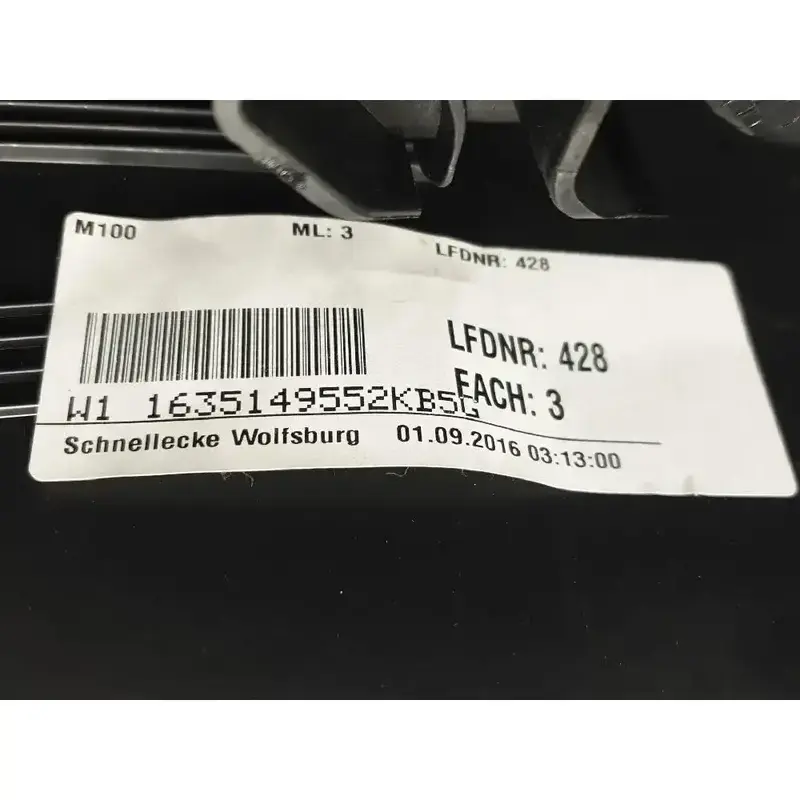 M100 ML: 3 LFDNR: 428
LFDNR: 428
W1 1635149552KB5G
FACH: 3
Schnellecke Wolfsburg 01.09.2016 03:13:00